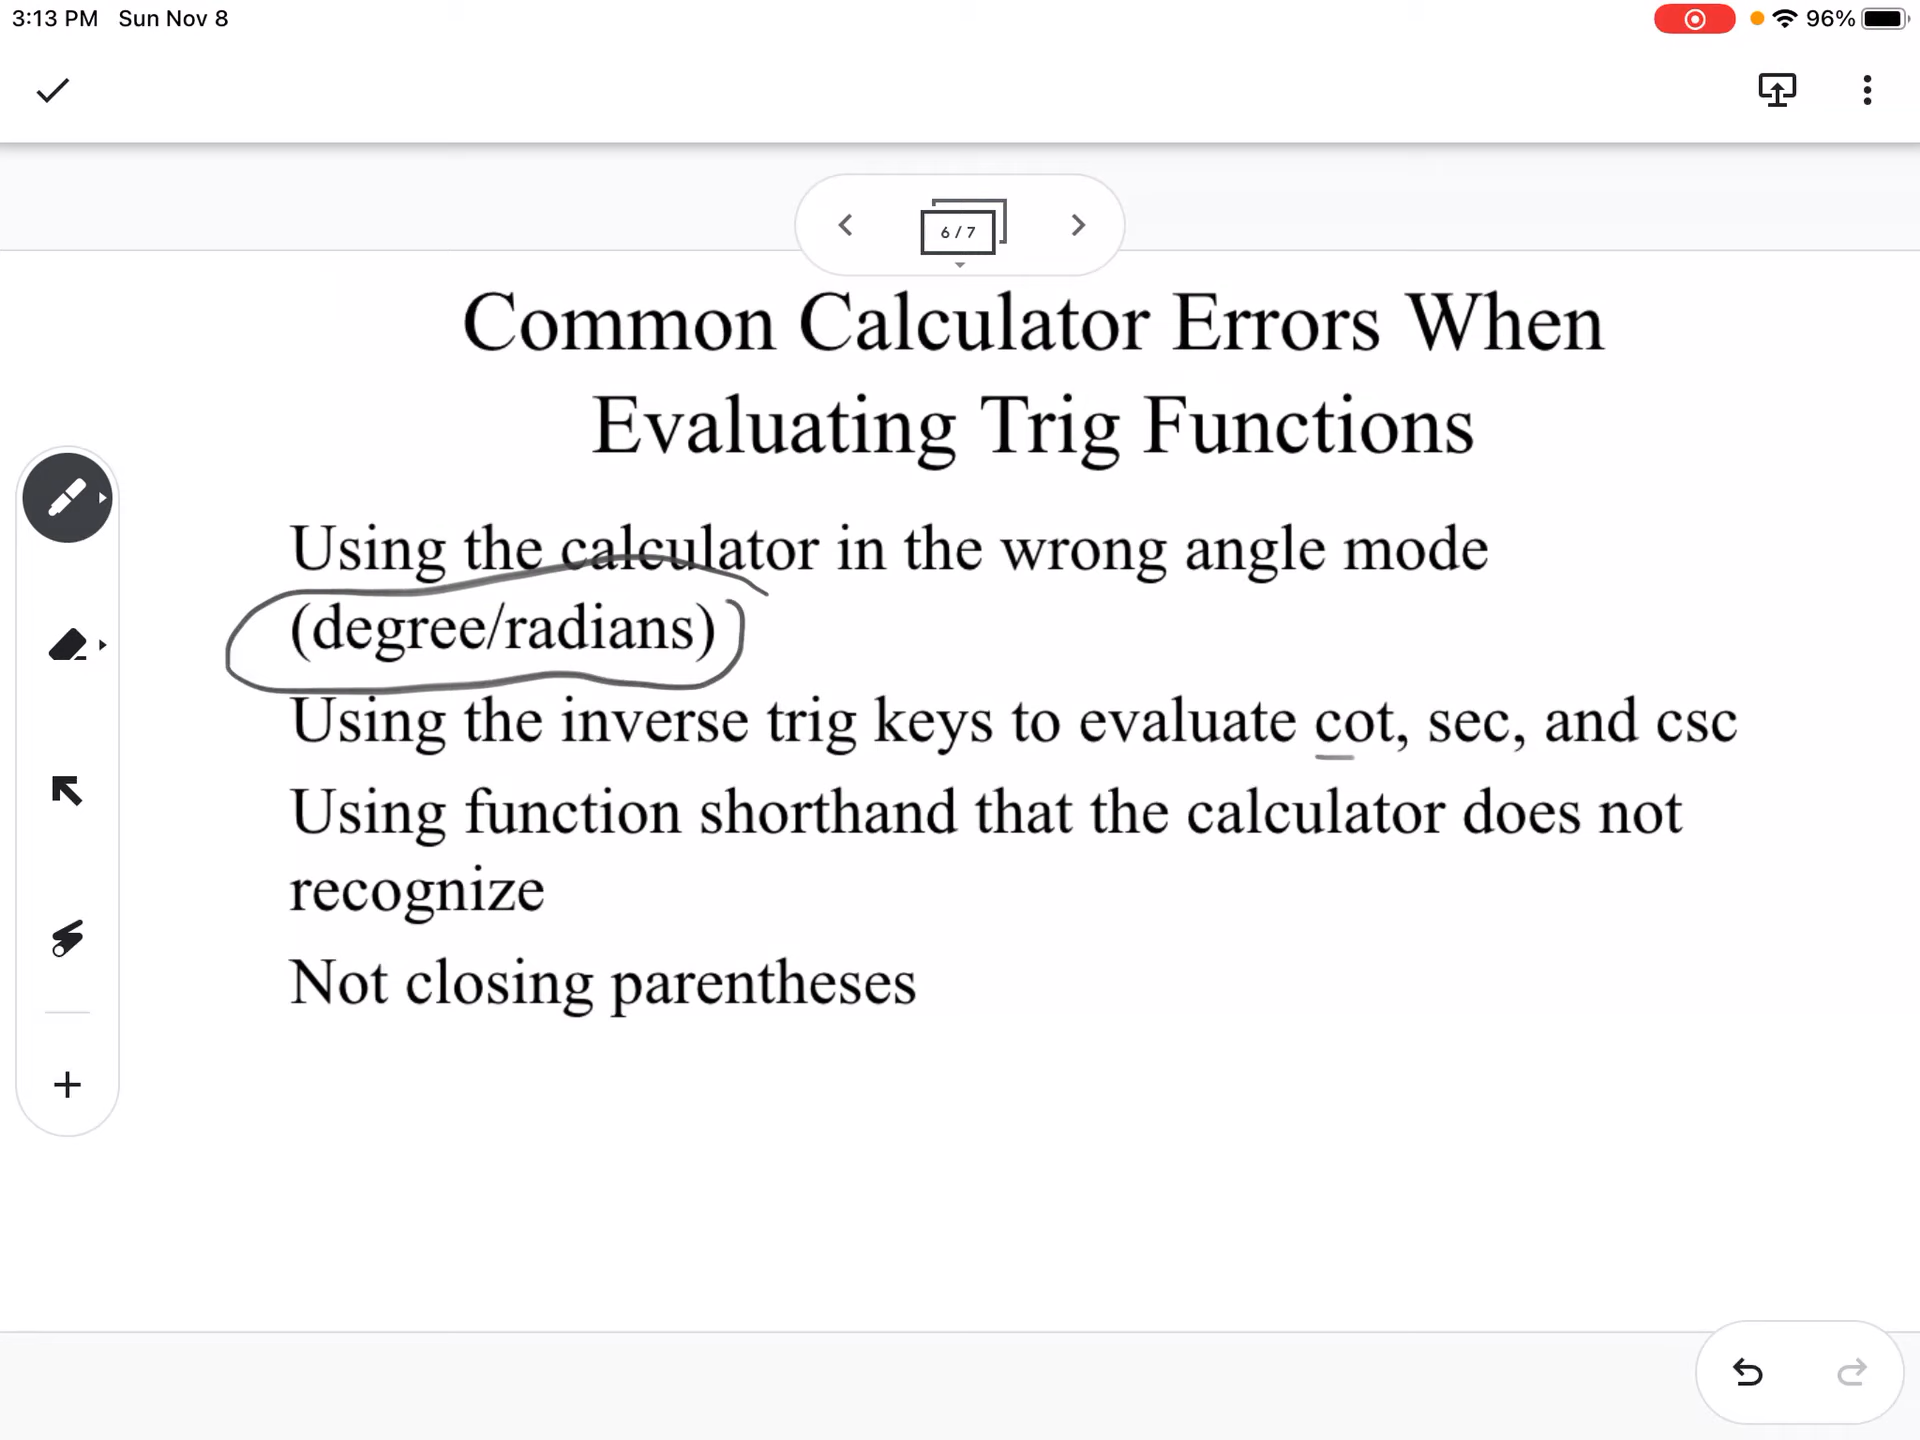 3:13 PM Sun Nov 8
96%
6 / 7
Common Calculator Errors When
Evaluating Trig Functions
Using the calculator in the wrong angle mode
(degree/radians)
Using the inverse trig keys to evaluate cot, sec, and csc
Using function shorthand that the calculator does not
recognize
Not closing parentheses